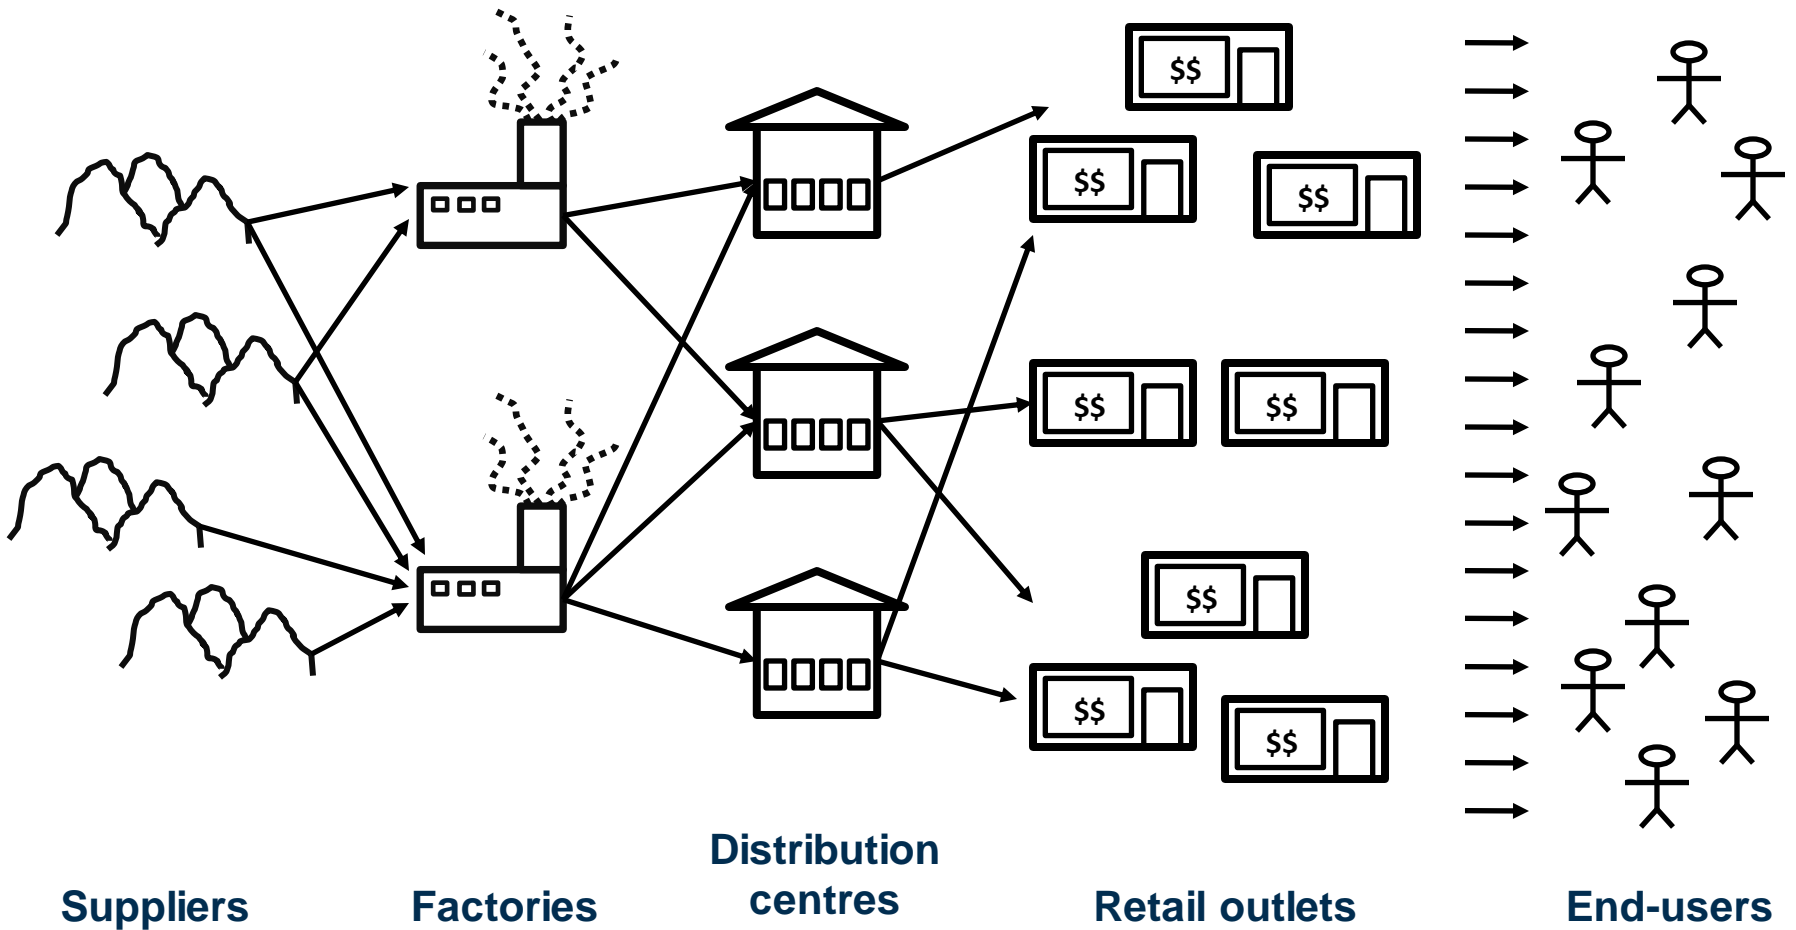 $$
$$
$$
$$
$$
$$
$$
$$
Distribution
centres
Suppliers
Factories
Retail outlets
End-users